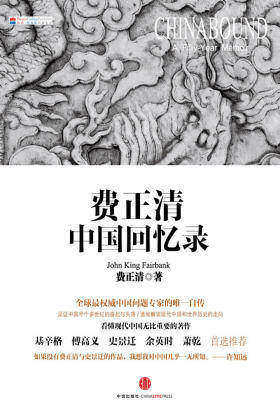 CHINABOUND
A Fifty-Year Memoir
费正清
中国回忆录
John King Fairbank
费正清 著
全球最权威中国问题专家的唯一自传
看懂现代中国无比重要的著作
基辛格 傅高义 史景迁 余英时 萧乾 首选推荐
如果没有费正清与史景迁的作品，我想我对中国几乎一无所知。——许知远
中信出版社·CHINA CITIC PRESS